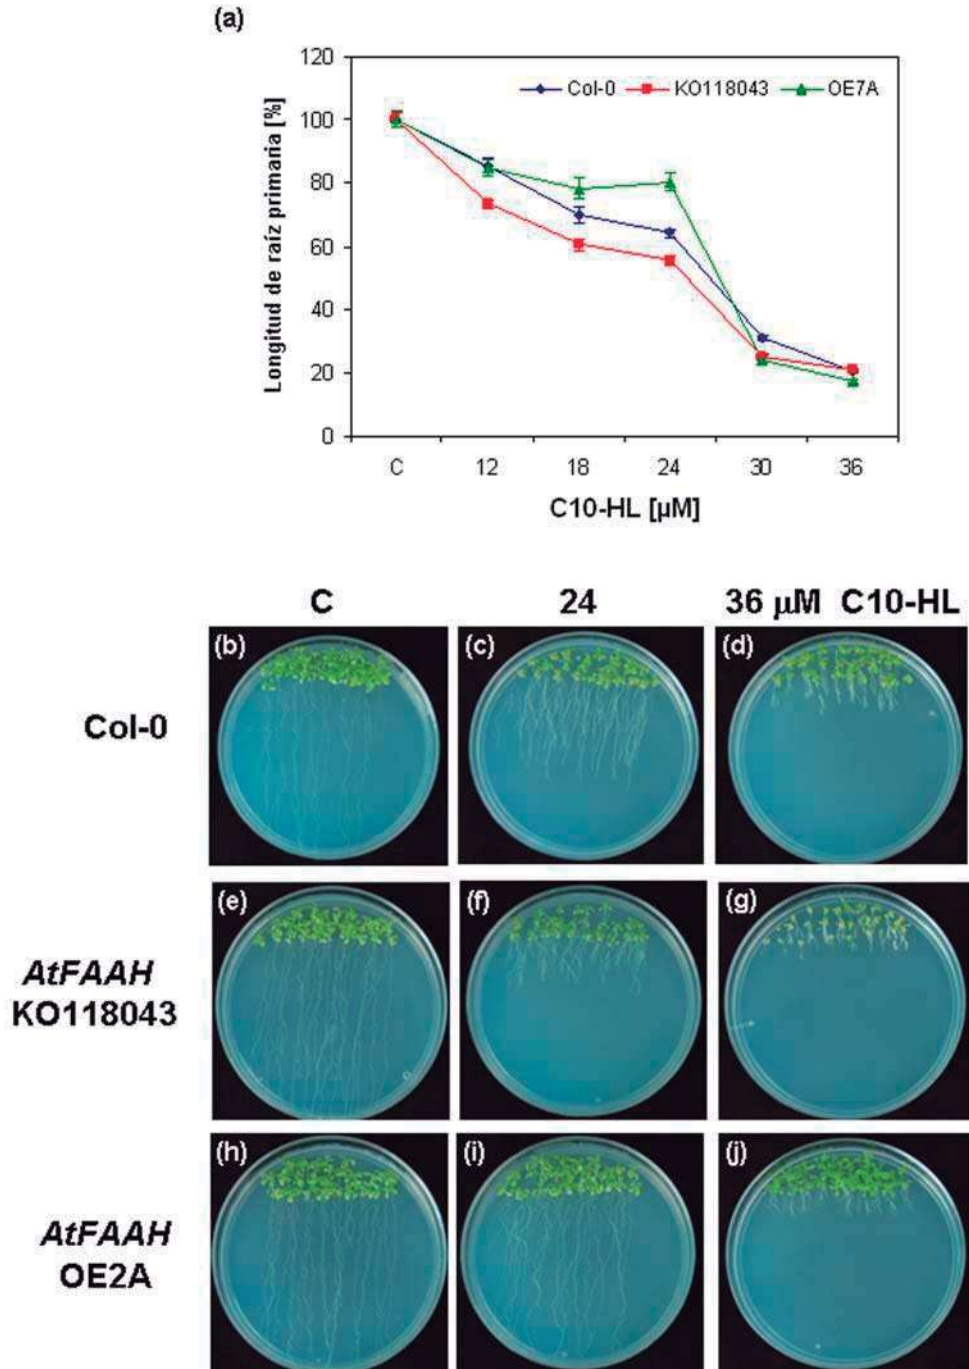 (a)
120
100
80
60
40
20
0
Longitud de raíz primaria [%]
Col-0 KO118043 OE7A
C 12 18 24 30 36
C10-HL [µM]
C 24 36 µM C10-HL
(b) (c) (d)
Col-0
(e) (f) (g)
AtFAAH
KO118043
(h) (i) (j)
AtFAAH
OE2A